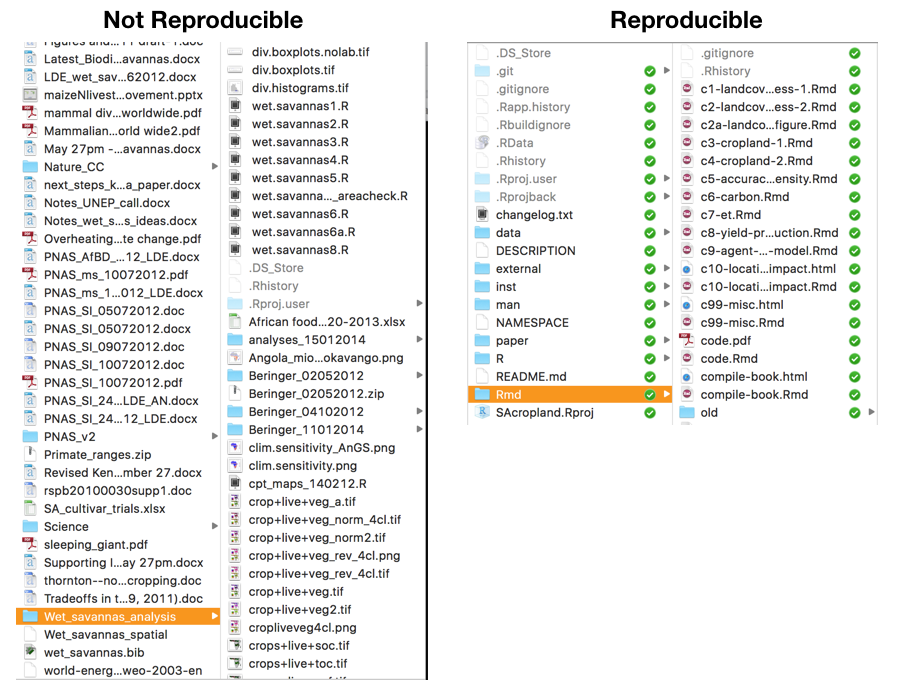 Not Reproducible
Figures and... 11 draft-1.doc
Latest_Biodi...avannas.docx
LDE_wet_sav...62012.docx
maizeNlivest...ovement.pptx
mammal div...worldwide.pdf
Mammalian...orld wide2.pdf
May 27pm -...avannas.docx
Nature_CC
next_steps_k...a_paper.docx
Notes_UNEP_call.docx
Notes_wet_s...s_ideas.docx
Overheating...te change.pdf
PNAS_AfBD_...12_LDE.docx
PNAS_ms_10072012.pdf
PNAS_ms_1...012_LDE.docx
PNAS_SI_05072012.doc
PNAS_SI_05072012.docx
PNAS_SI_09072012.doc
PNAS_SI_10072012.doc
PNAS_SI_10072012.pdf
PNAS_SI_24...LDE_AN.docx
PNAS_SI_24...12_LDE.docx
PNAS_v2
Primate_ranges.zip
Revised Ken...mber 27.docx
rspb20100030supp1.doc
SA_cultivar_trials.xlsx
Science
sleeping_giant.pdf
Supporting I...ay 27pm.docx
thornton--no...cropping.doc
Tradeoffs in t...9, 2011).doc
Wet_savannas_analysis
Wet_savannas_spatial
wet_savannas.bib
world-energ...weo-2003-en
div.boxplots.nolab.tif
div.boxplots.tif
div.histograms.tif
wet.savannas1.R
wet.savannas2.R
wet.savannas3.R
wet.savannas4.R
wet.savannas5.R
wet.savanna..._areacheck.R
wet.savannas6.R
wet.savannas6a.R
wet.savannas8.R
.DS_Store
.Rhistory
.Rproj.user
African food...20-2013.xlsx
analyses_15012014
Angola_mio...okavango.png
Beringer_02052012
Beringer_02052012.zip
Beringer_04102012
Beringer_11012014
clim.sensitivity_AnGS.png
clim.sensitivity.png
cpt_maps_140212.R
crop+live+veg_a.tif
crop+live+veg_norm_4cl.tif
crop+live+veg_norm2.tif
crop+live+veg_rev_4cl.png
crop+live+veg_rev_4cl.tif
crop+live+veg.tif
crop+live+veg2.tif
cropliveveg4cl.png
crops+live+soc.tif
crops+live+toc.tif
Reproducible
.DS_Store
.git
.gitignore
.Rapp.history
.Rbuildignore
.RData
.Rhistory
.Rproj.user
.Rprojback
changelog.txt
data
DESCRIPTION
external
inst
man
NAMESPACE
paper
R
README.md
Rmd
SAcropland.Rproj
.gitignore
.Rhistory
c1-landcov...ess-1.Rmd
c2-landcov...ess-2.Rmd
c2a-landco...figure.Rmd
c3-cropland-1.Rmd
c4-cropland-2.Rmd
c5-accurac...ensity.Rmd
c6-carbon.Rmd
c7-et.Rmd
c8-yield-pr...uction.Rmd
c9-agent-...-model.Rmd
c10-locati...impact.html
c10-locati...impact.Rmd
c99-misc.html
c99-misc.Rmd
code.pdf
code.Rmd
compile-book.html
compile-book.Rmd
old